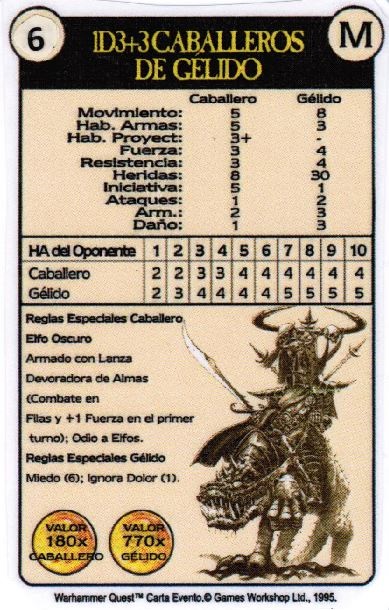 6
M
1D3+3 CABALLEROS
DE GELIDO
Caballero Gélido
Movimiento: 5 8
Hab. Armas: 5 3
Hab. Proyect: 3+ -
Fuerza: 3 4
Resistencia: 3 4
Heridas: 8 30
Iniciativa: 5 1
Ataques: 1 2
Arm.: 2 3
Daño: 1 3
HA del Oponente 1 2 3 4 5 6 7 8 9 10
Caballero 2 2 3 3 4 4 4 4 4 4
Gélido 2 3 4 4 4 4 5 5 5 5
Reglas Especiales Caballero
Elfo Oscuro
Armado con Lanza
Devoradora de Almas
(Combate en
Filas y +1 Fuerza en el primer
turno); Odio a Elfos.
Reglas Especiales Gélido
Miedo (6); Ignora Dolor (1).
VALOR
180x
CABALLERO
VALOR
770x
GÉLIDO
Warhammer Quest™ Carta Evento.© Games Workshop Ltd., 1995.